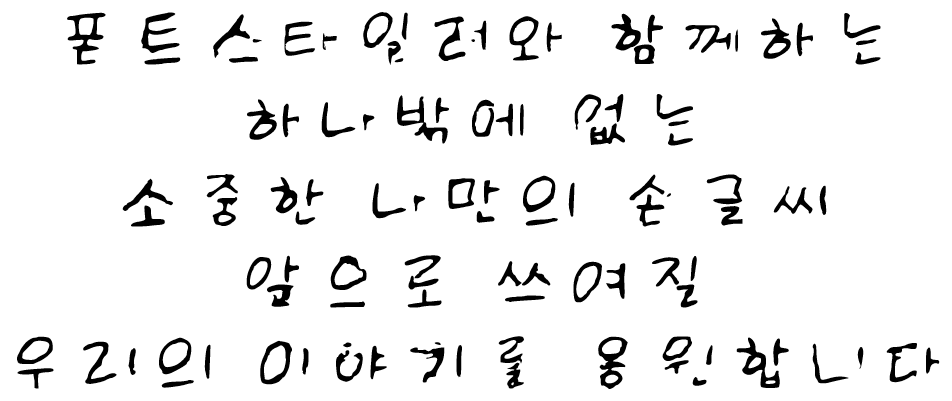 폰트스타일러와 함께하는
하나밖에 없는
소중한 나만의 손글씨
앞으로 쓰여질
우리의 이야기를 응원합니다